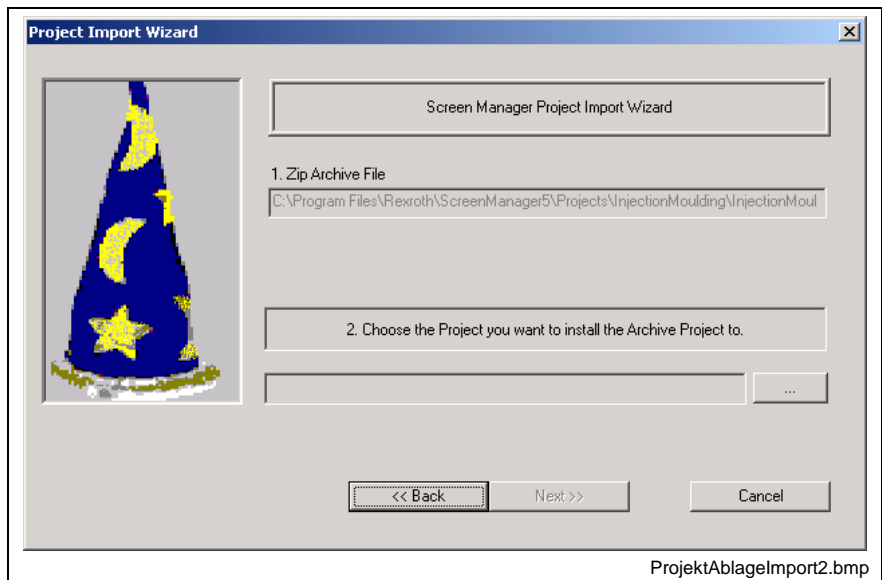 Project Import Wizard
Screen Manager Project Import Wizard
1. Zip Archive File
C:\Program Files\Rexroth\ScreenManager5\Projects\InjectionMoulding\InjectionMoul
2. Choose the Project you want to install the Archive Project to.
...
<< Back
Next >>
Cancel
ProjektAblageImport2.bmp